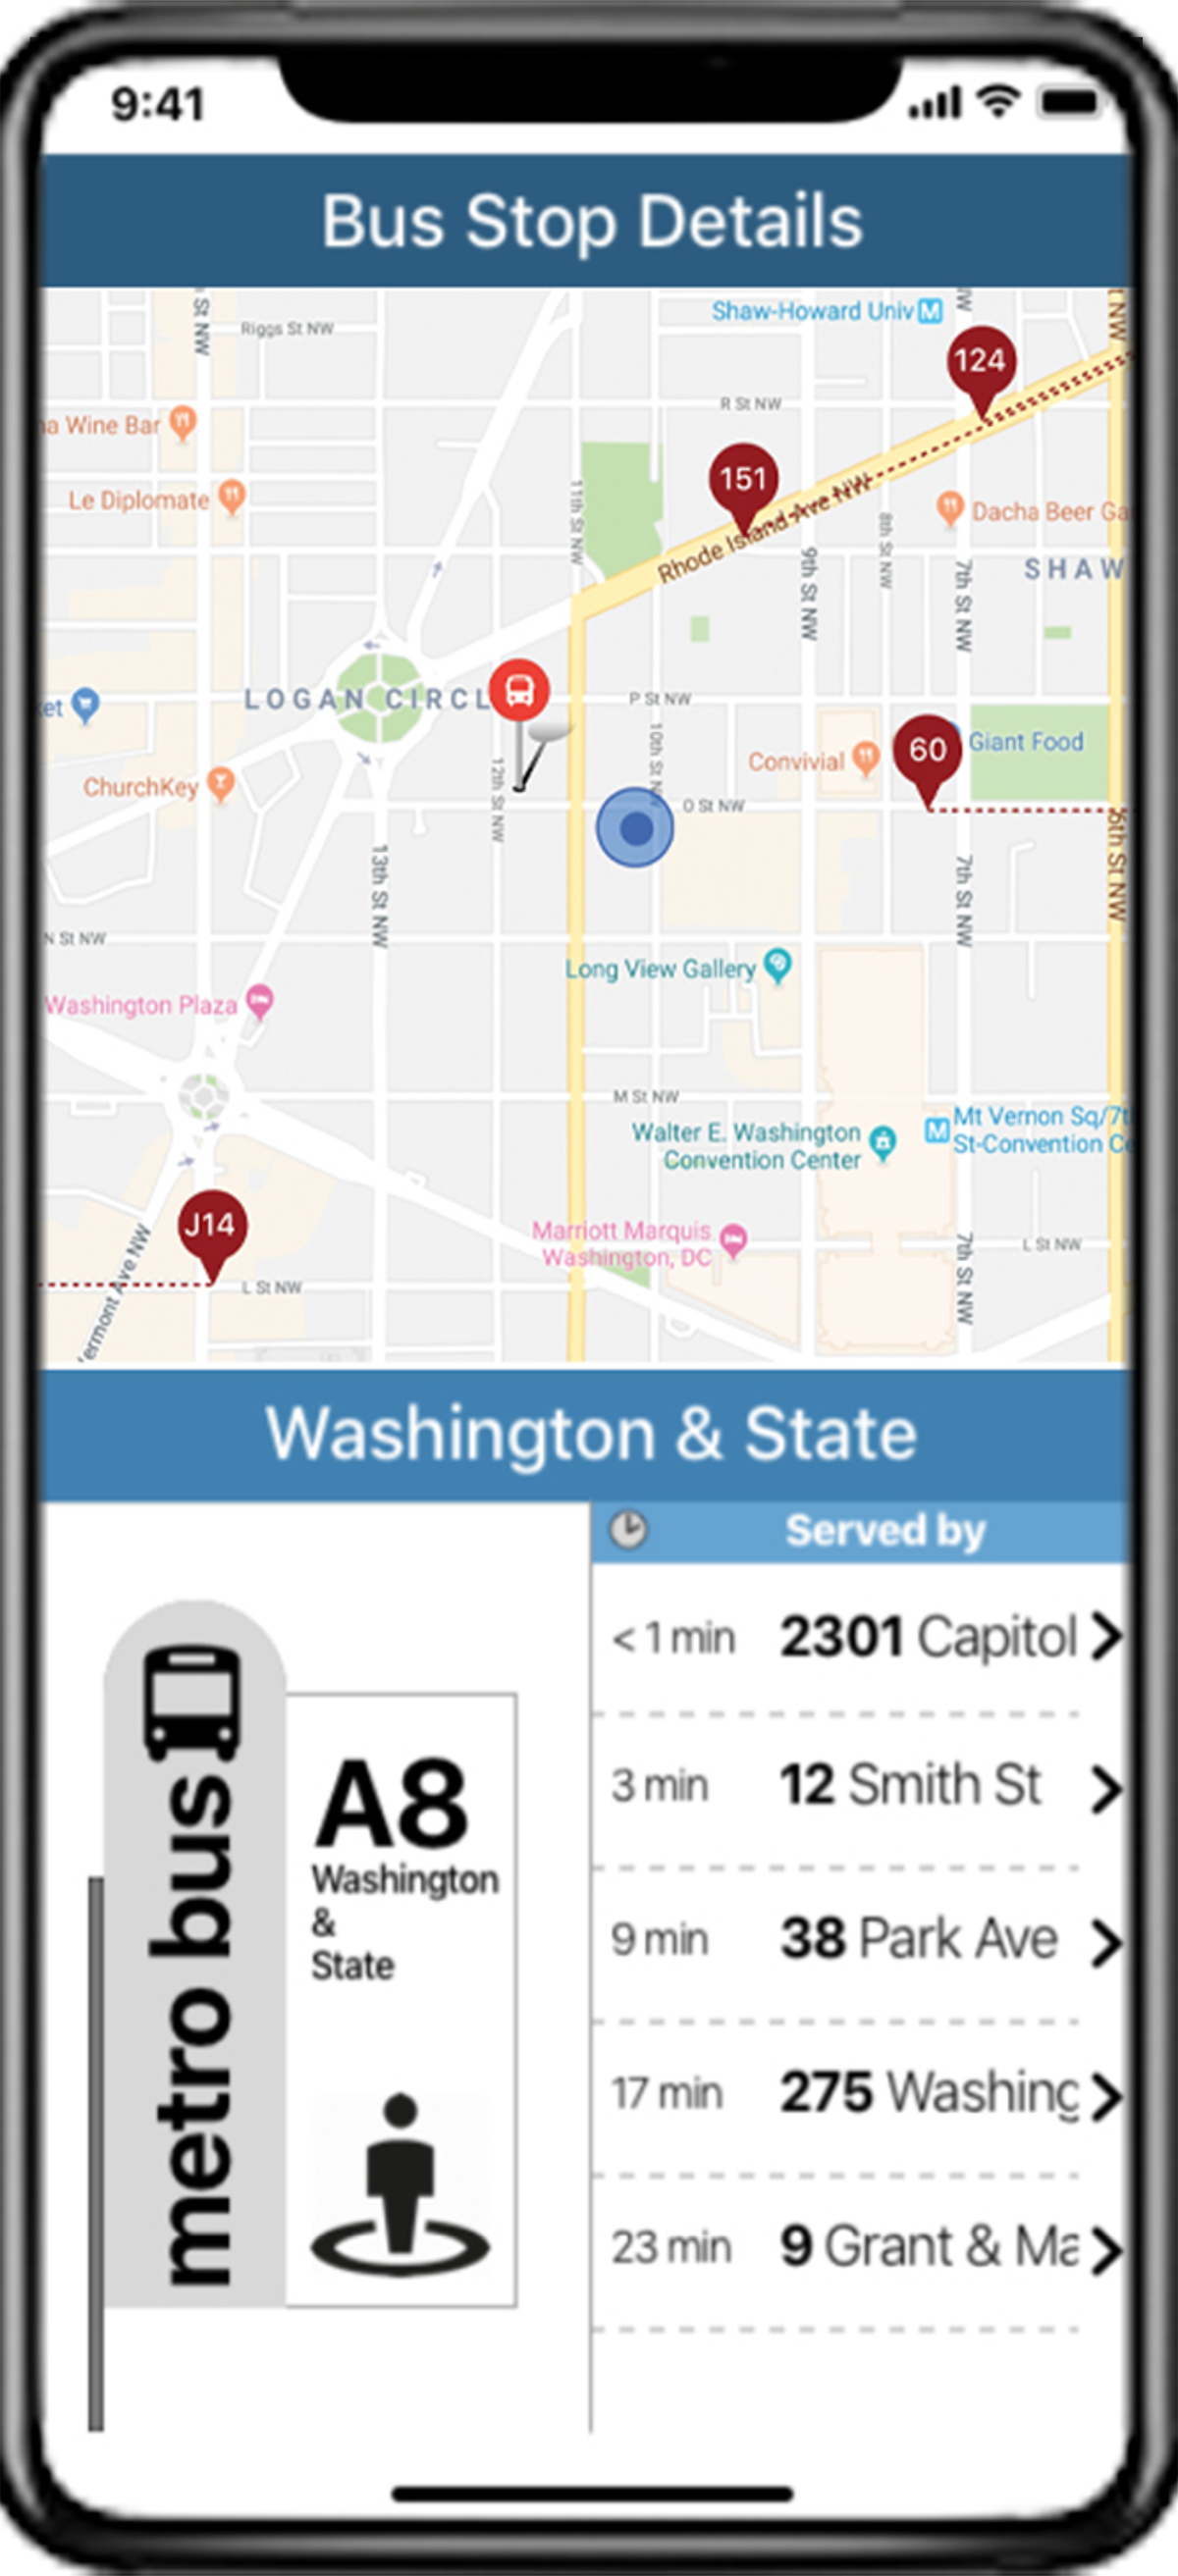 9:41
Bus Stop Details
St NW
Riggs St NW
Shaw-Howard Univ M
124
R St NW
Wine Bar
151
Le Diplomate
11th St NW
Rhode Island Ave NW
8th St NW
Dacha Beer Ga
9th St NW
7th St NW
SHAW
LOGAN CIRCL
P St NW
et
10th St N
60
Giant Food
Convivial
ChurchKey
12th St NW
O St NW
6th St NW
13th St NW
7th St NW
N St NW
Long View Gallery
Washington Plaza
M St NW
Walter E. Washington
Convention Center
M
Mt Vernon Sq/7t
St-Convention Ce
J14
Marriott Marquis
Washington, DC
L St NW
7th St NW
L St NW
ermont Ave NW
Washington & State
Served by
< 1 min 2301 Capitol
3 min 12 Smith St
9 min 38 Park Ave
17 min 275 Washing
23 min 9 Grant & Ma
metro bus
A8
Washington
&
State